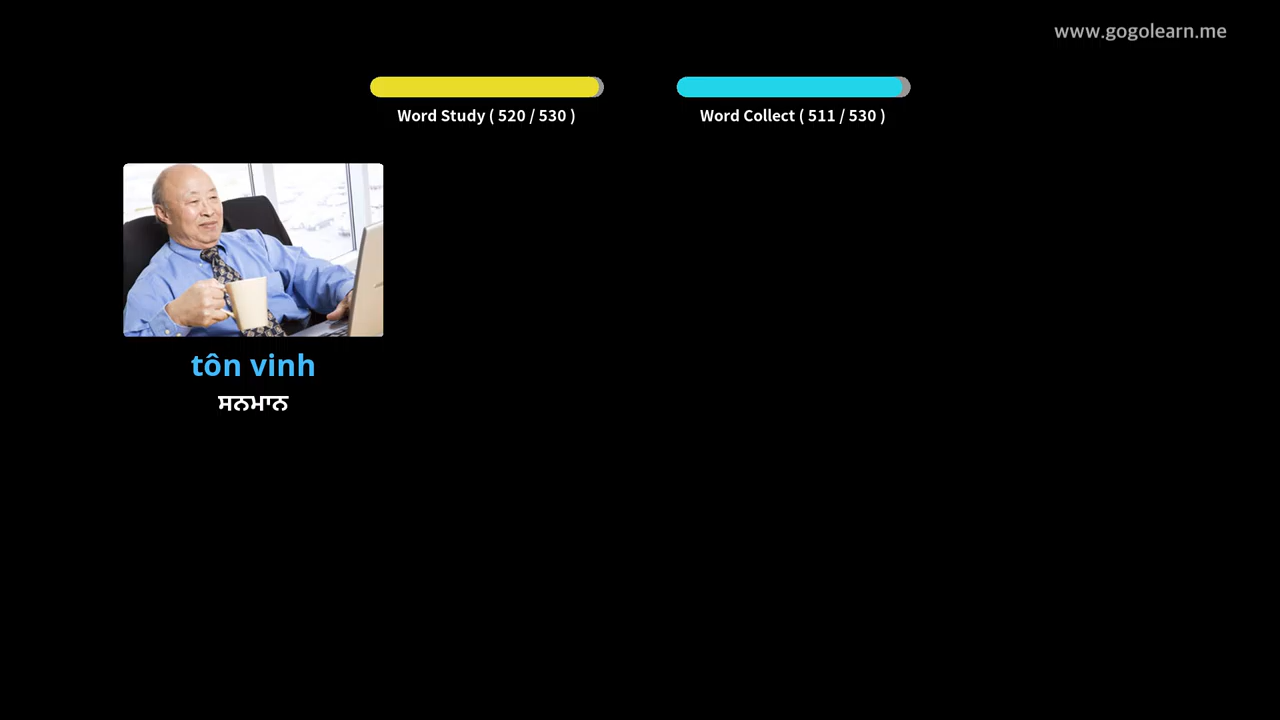 www.gogolearn.me
Word Study ( 520 / 530 )
Word Collect ( 511 / 530 )
tôn vinh
ਸਨਮਾਨ